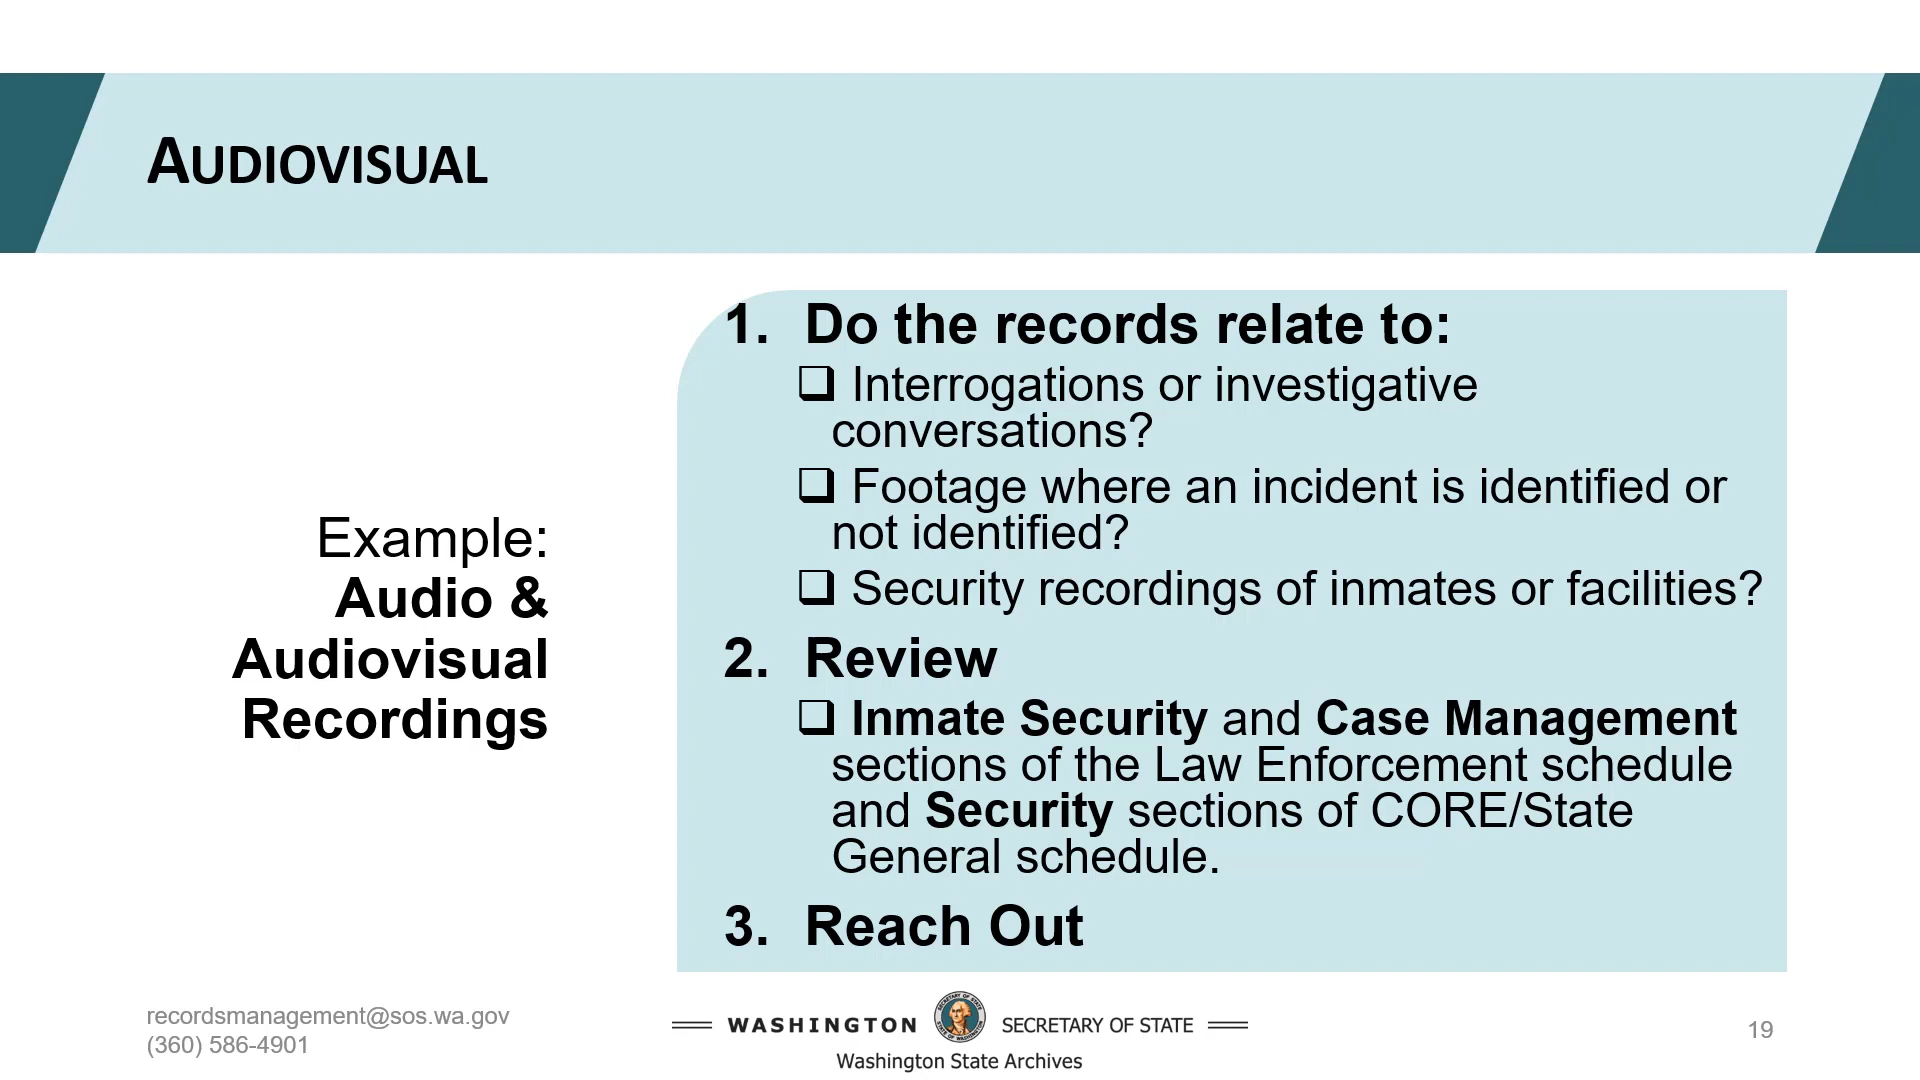 AUDIOVISUAL
Example:
Audio &
Audiovisual
Recordings
1. Do the records relate to:
❑ Interrogations or investigative
conversations?
❑ Footage where an incident is identified or
not identified?
❑ Security recordings of inmates or facilities?
2. Review
❑ Inmate Security and Case Management
sections of the Law Enforcement schedule
and Security sections of CORE/State
General schedule.
3. Reach Out
recordsmanagement@sos.wa.gov
(360) 586-4901
WASHINGTON SECRETARY OF STATE
Washington State Archives
19